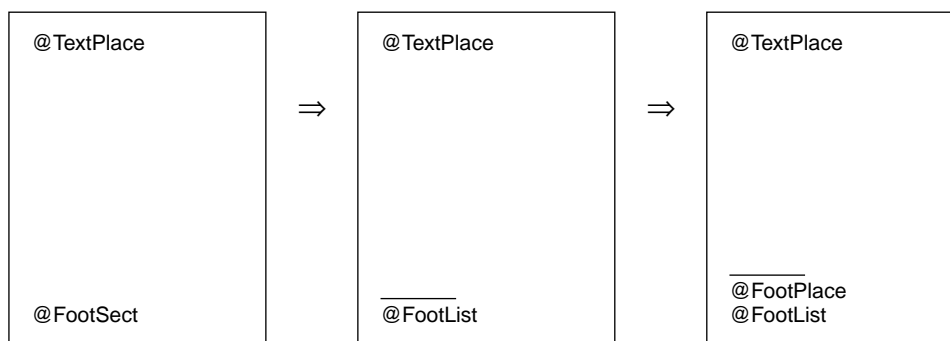 @TextPlace
@FootSect
⇒
@TextPlace
@FootList
⇒
@TextPlace
@FootPlace
@FootList